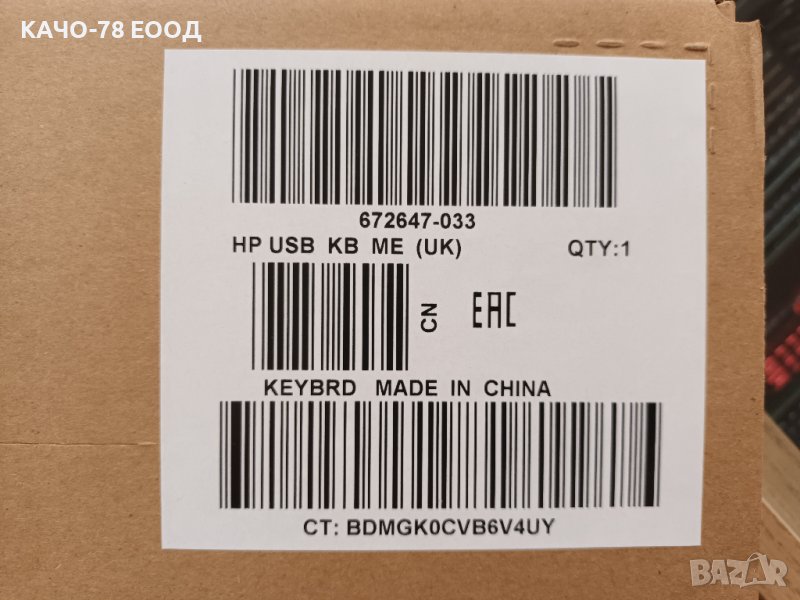 КАЧО-78 ЕООД
672647-033
HP USB KB ME (UK) QTY:1
CN
EAC
KEYBRD MADE IN CHINA
CT: BDMGK0CVB6V4UY
BAZAR